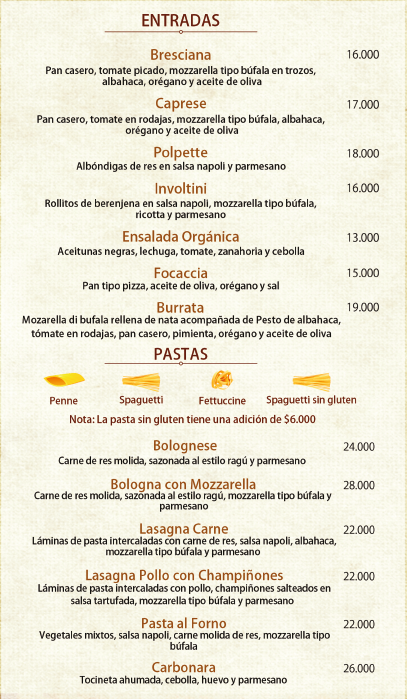 ENTRADAS
Bresciana 16.000
Pan casero, tomate picado, mozzarella tipo búfala en trozos,
albahaca, orégano y aceite de oliva
Caprese 17.000
Pan casero, tomate en rodajas, mozzarella tipo búfala, albahaca,
orégano y aceite de oliva
Polpette 18.000
Albóndigas de res en salsa napoli y parmesano
Involtini 16.000
Rollitos de berenjena en salsa napoli, mozzarella tipo búfala,
ricotta y parmesano
Ensalada Orgánica 13.000
Aceitunas negras, lechuga, tomate, zanahoria y cebolla
Focaccia 15.000
Pan tipo pizza, aceite de oliva, orégano y sal
Burrata 19.000
Mozarella di bufala rellena de nata acompañada de Pesto de albahaca,
tómate en rodajas, pan casero, pimienta, orégano y aceite de oliva
PASTAS
Penne Spaguetti Fettuccine Spaguetti sin gluten
Nota: La pasta sin gluten tiene una adición de $6.000
Bolognese 24.000
Carne de res molida, sazonada al estilo ragú y parmesano
Bologna con Mozzarella 28.000
Carne de res molida, sazonada al estilo ragú, mozzarella tipo búfala y
parmesano
Lasagna Carne 22.000
Láminas de pasta intercaladas con carne de res, salsa napoli, albahaca,
mozzarella tipo búfala y parmesano
Lasagna Pollo con Champiñones 22.000
Láminas de pasta intercaladas con pollo, champiñones salteados en
salsa tartufada, mozzarella tipo búfala y parmesano
Pasta al Forno 22.000
Vegetales mixtos, salsa napoli, carne molida de res, mozzarella tipo
búfala
Carbonara 26.000
Tocineta ahumada, cebolla, huevo y parmesano